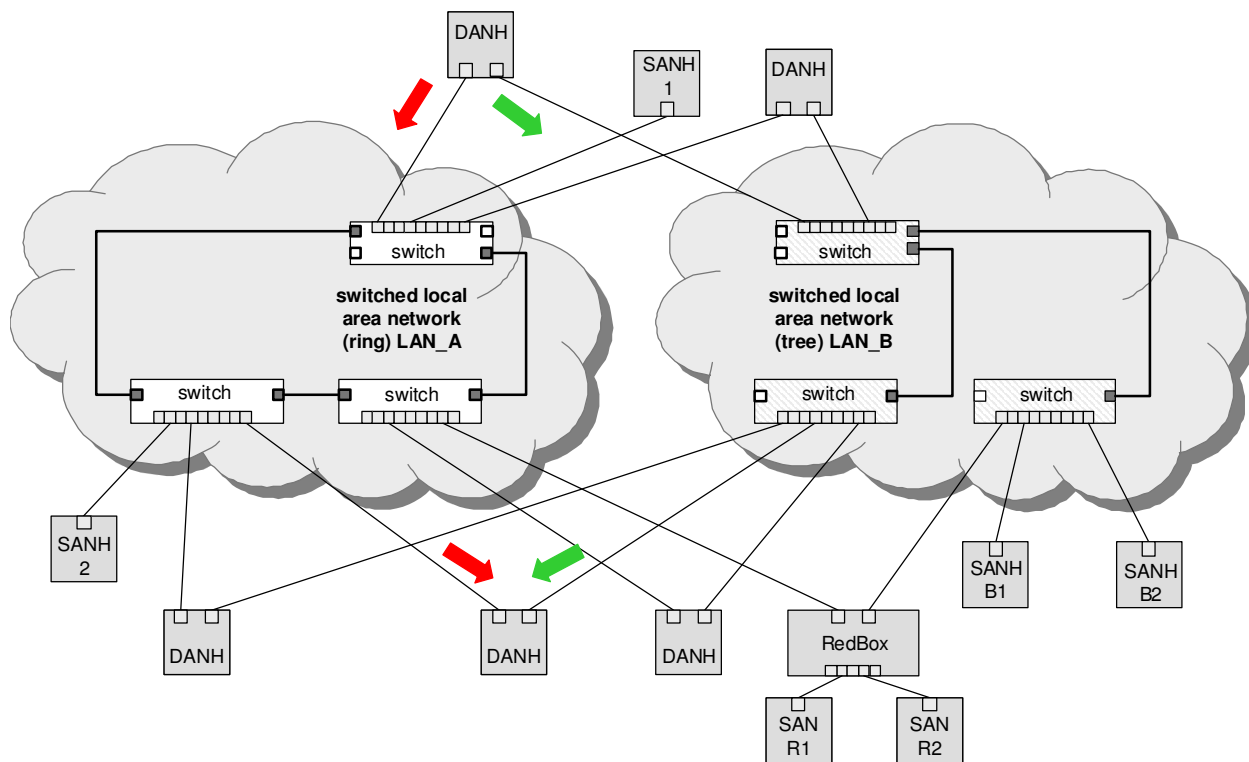 DANH
SANH
1
DANH
switch
switch
switched local
area network
(ring) LAN_A
switched local
area network
(tree) LAN_B
switch
switch
switch
switch
SANH
2
SANH
B1
SANH
B2
DANH
DANH
DANH
RedBox
SAN
R1
SAN
R2